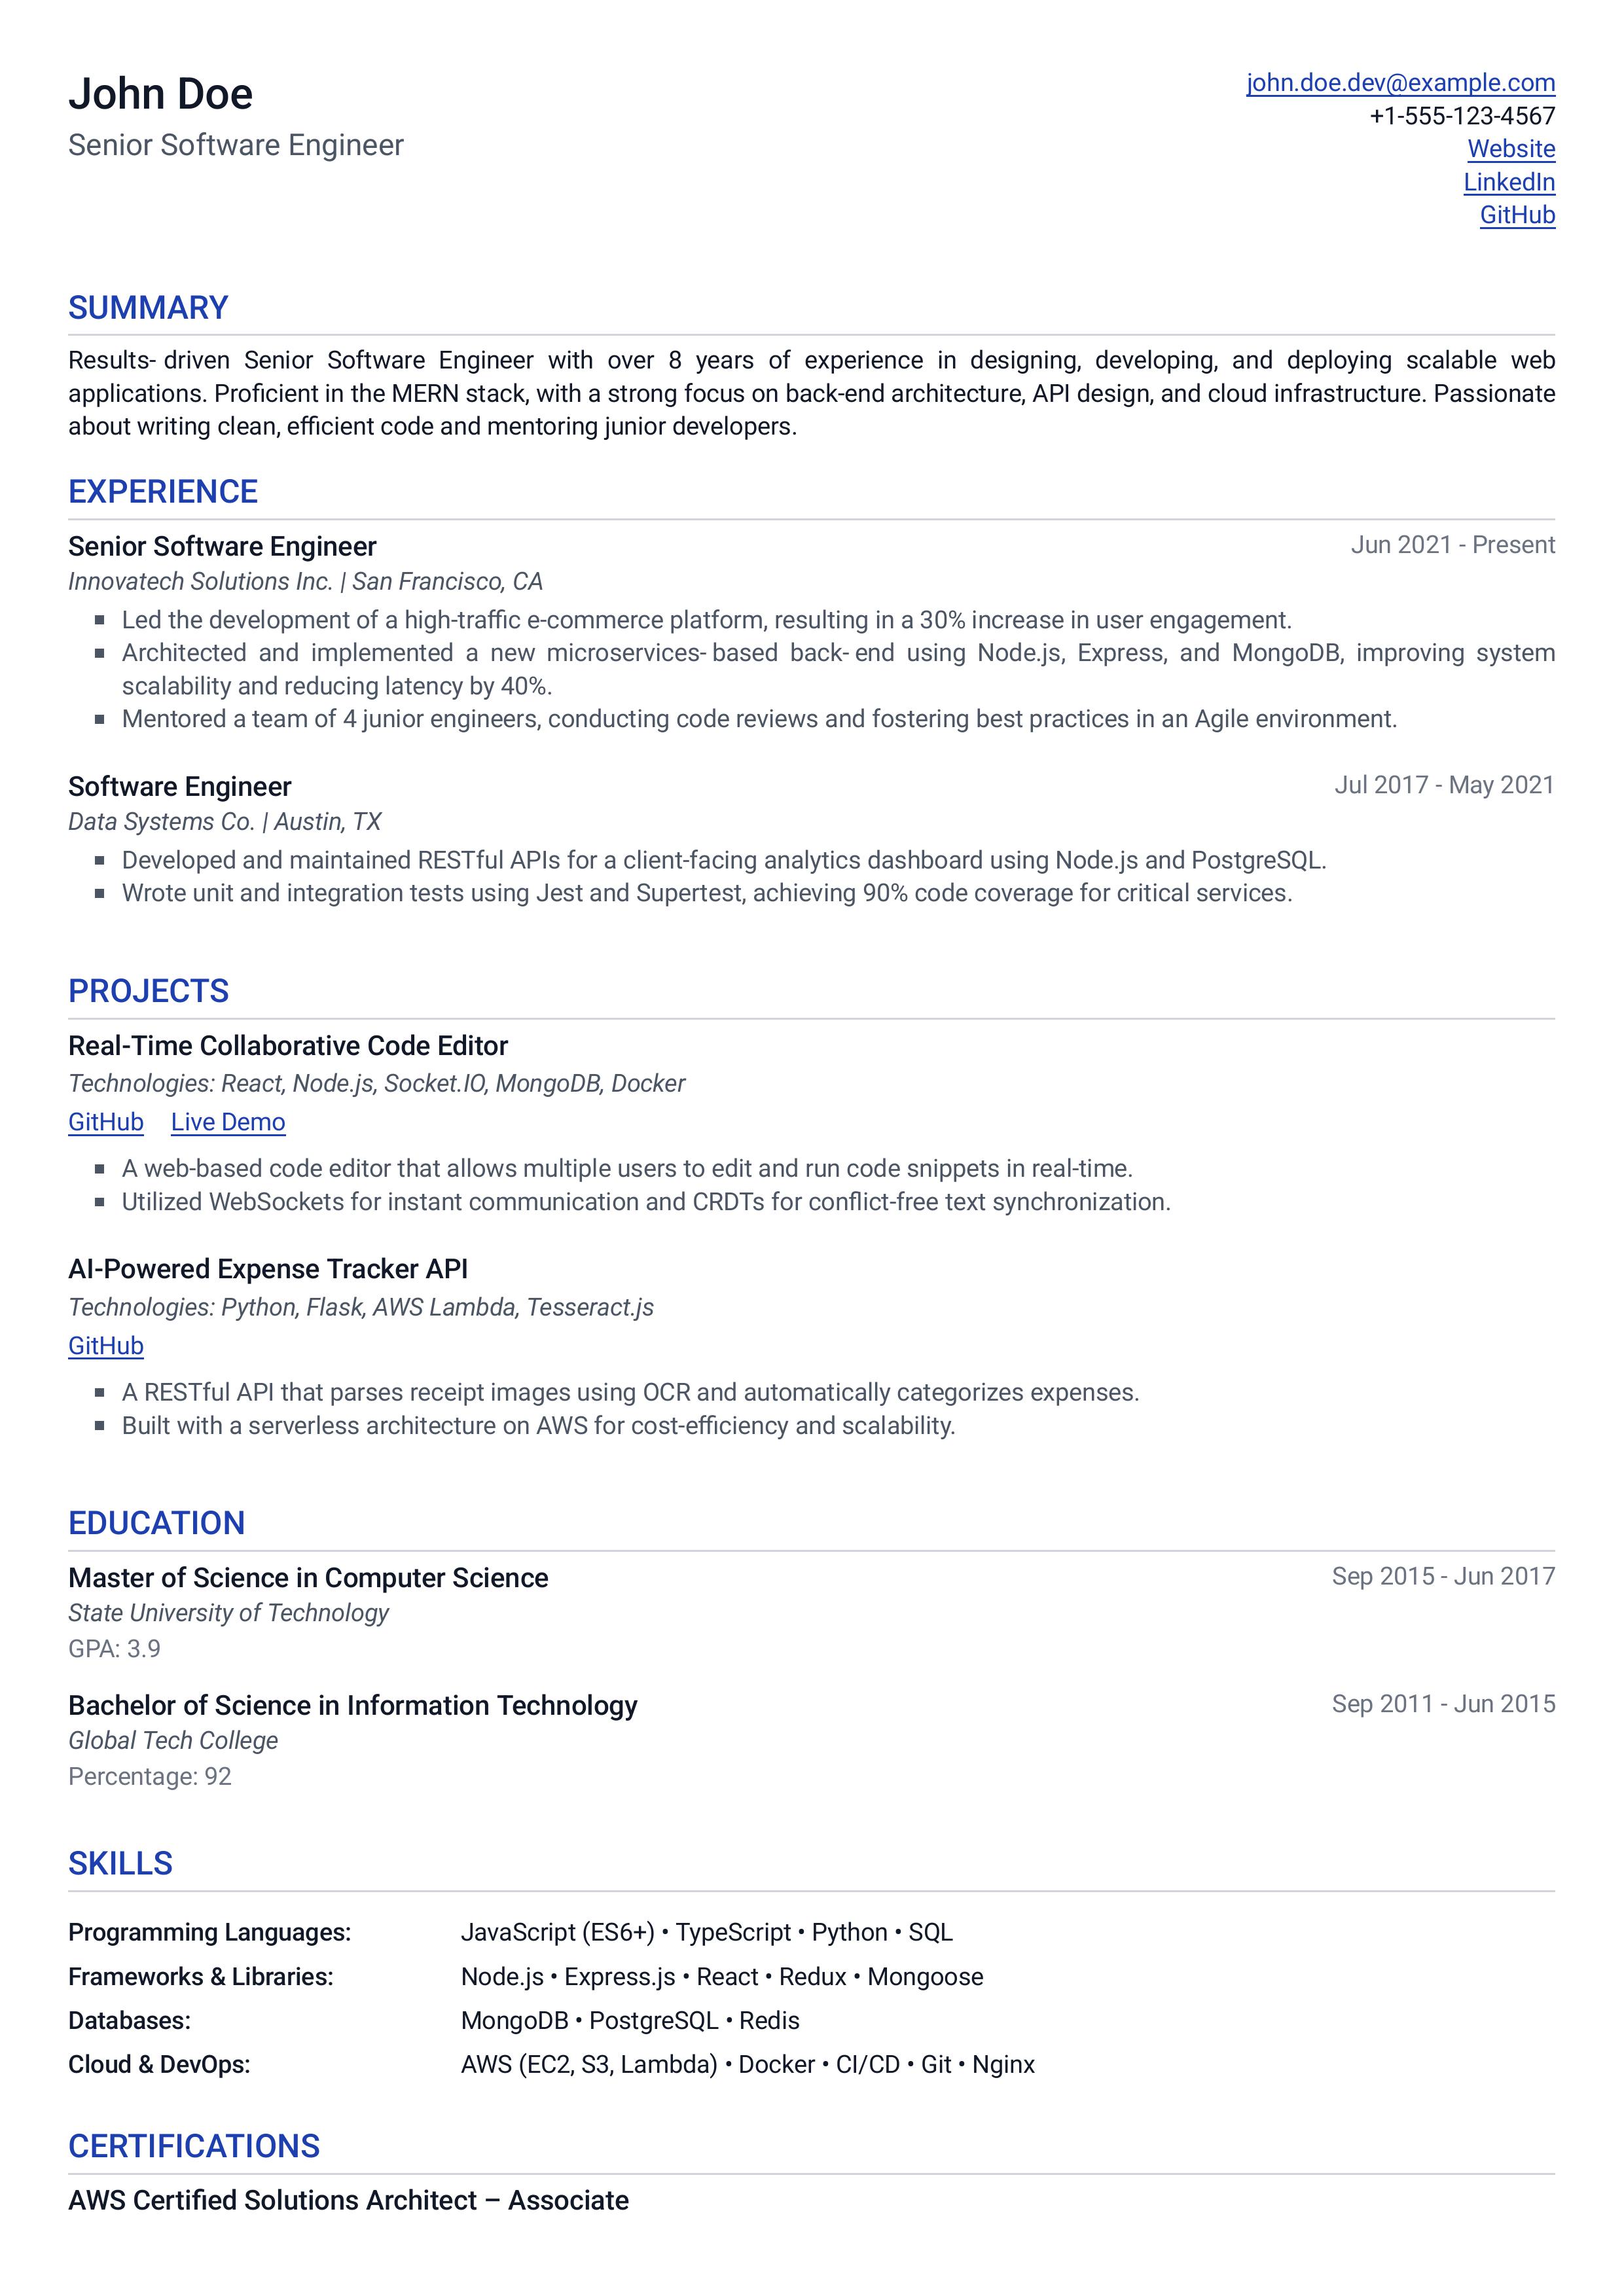 John Doe
Senior Software Engineer
john.doe.dev@example.com
+1-555-123-4567
Website
LinkedIn
GitHub
SUMMARY
Results- driven Senior Software Engineer with over 8 years of experience in designing, developing, and deploying scalable web
applications. Proficient in the MERN stack, with a strong focus on back-end architecture, API design, and cloud infrastructure. Passionate
about writing clean, efficient code and mentoring junior developers.
EXPERIENCE
Senior Software Engineer Jun 2021 - Present
Innovatech Solutions Inc. | San Francisco, CA
▪ Led the development of a high-traffic e-commerce platform, resulting in a 30% increase in user engagement.
▪ Architected and implemented a new microservices- based back- end using Node.js, Express, and MongoDB, improving system
scalability and reducing latency by 40%.
▪ Mentored a team of 4 junior engineers, conducting code reviews and fostering best practices in an Agile environment.
Software Engineer Jul 2017 - May 2021
Data Systems Co. | Austin, TX
▪ Developed and maintained RESTful APIs for a client-facing analytics dashboard using Node.js and PostgreSQL.
▪ Wrote unit and integration tests using Jest and Supertest, achieving 90% code coverage for critical services.
PROJECTS
Real-Time Collaborative Code Editor
Technologies: React, Node.js, Socket.IO, MongoDB, Docker
GitHub Live Demo
▪ A web-based code editor that allows multiple users to edit and run code snippets in real-time.
▪ Utilized WebSockets for instant communication and CRDTs for conflict-free text synchronization.
AI-Powered Expense Tracker API
Technologies: Python, Flask, AWS Lambda, Tesseract.js
GitHub
▪ A RESTful API that parses receipt images using OCR and automatically categorizes expenses.
▪ Built with a serverless architecture on AWS for cost-efficiency and scalability.
EDUCATION
Master of Science in Computer Science Sep 2015 - Jun 2017
State University of Technology
GPA: 3.9
Bachelor of Science in Information Technology Sep 2011 - Jun 2015
Global Tech College
Percentage: 92
SKILLS
Programming Languages: JavaScript (ES6+) • TypeScript • Python • SQL
Frameworks & Libraries: Node.js • Express.js • React • Redux • Mongoose
Databases: MongoDB • PostgreSQL • Redis
Cloud & DevOps: AWS (EC2, S3, Lambda) • Docker • CI/CD • Git • Nginx
CERTIFICATIONS
AWS Certified Solutions Architect – Associate